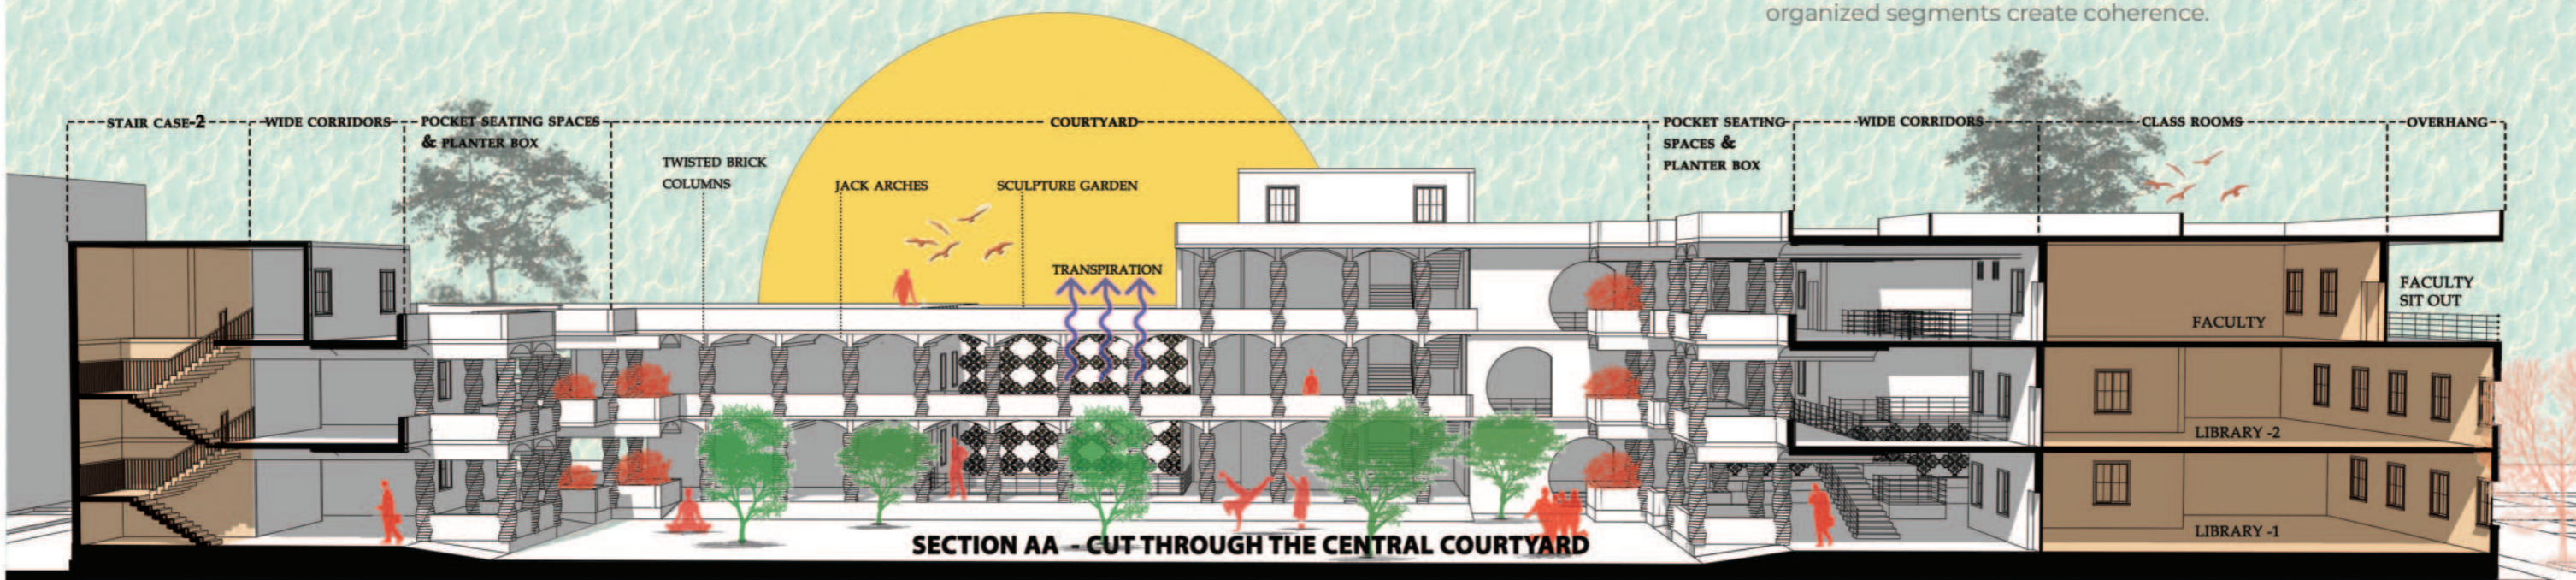 organized segments create coherence.
STAIR CASE-2
WIDE CORRIDORS
POCKET SEATING SPACES
& PLANTER BOX
COURTYARD
POCKET SEATING
SPACES &
PLANTER BOX
WIDE CORRIDORS
CLASS ROOMS
OVERHANG
TWISTED BRICK
COLUMNS
JACK ARCHES
SCULPTURE GARDEN
TRANSPIRATION
FACULTY
SIT OUT
FACULTY
LIBRARY -2
LIBRARY -1
SECTION AA - CUT THROUGH THE CENTRAL COURTYARD